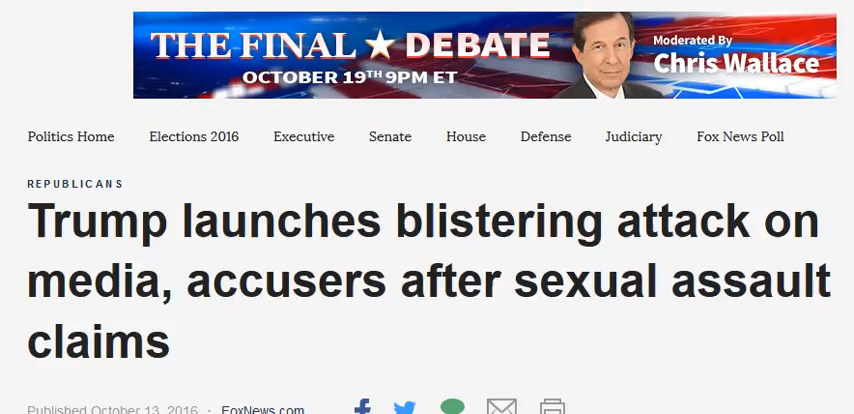 THE FINAL ★ DEBATE
OCTOBER 19TH 9PM ET
Moderated By
Chris Wallace
Politics Home Elections 2016 Executive Senate House Defense Judiciary Fox News Poll
REPUBLICANS
Trump launches blistering attack on
media, accusers after sexual assault
claims
Published October 13, 2016 · FoxNews.com